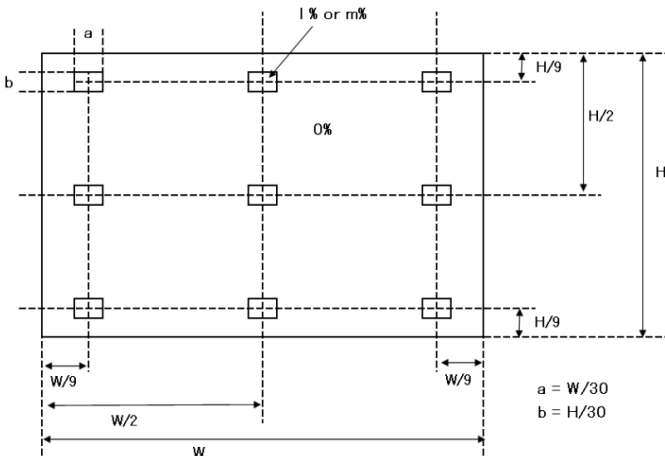 l % or m%
a
H/9
b
H/2
0%
H
H/9
W/9
W/9
a = W/30
b = H/30
W/2
W